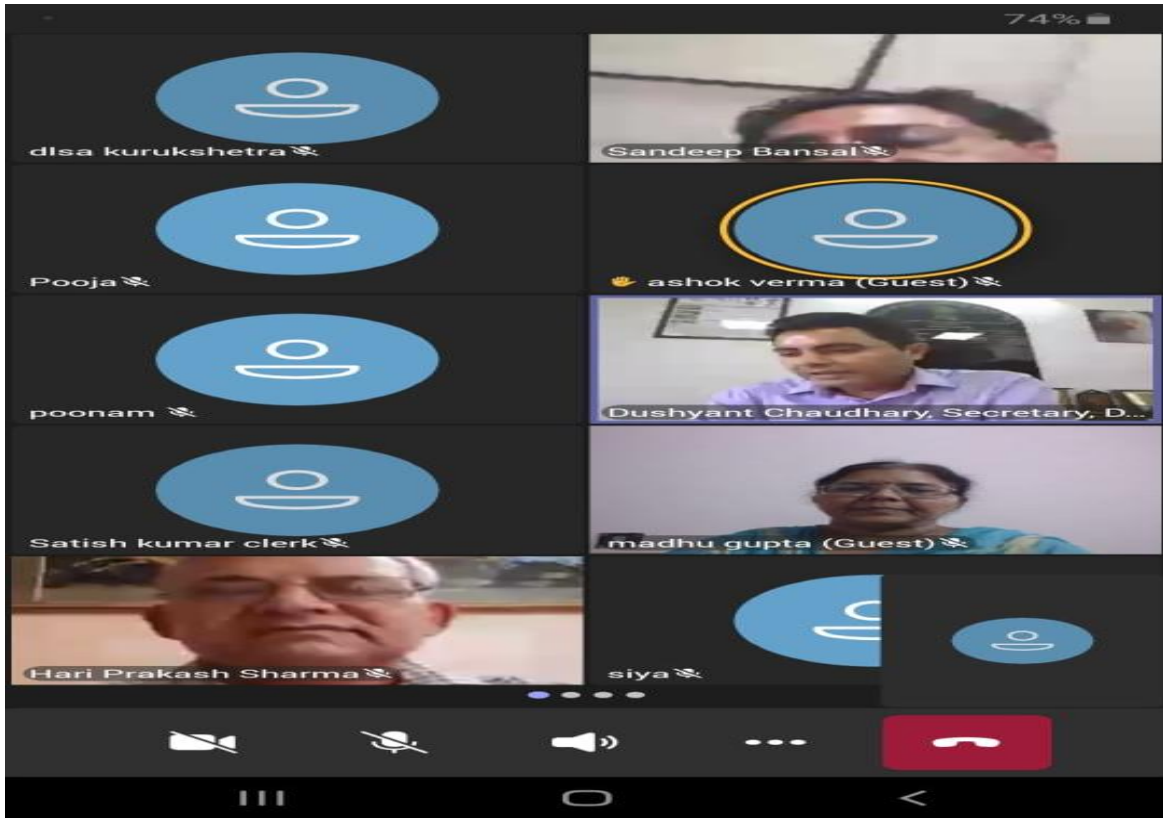 74%
dlsa kurukshetra
Sandeep Bansal
Pooja
ashok verma (Guest)
poonam
Dushyant Chaudhary, Secretary, D...
Satish kumar clerk
madhu gupta (Guest)
Hari Prakash Sharma
siya